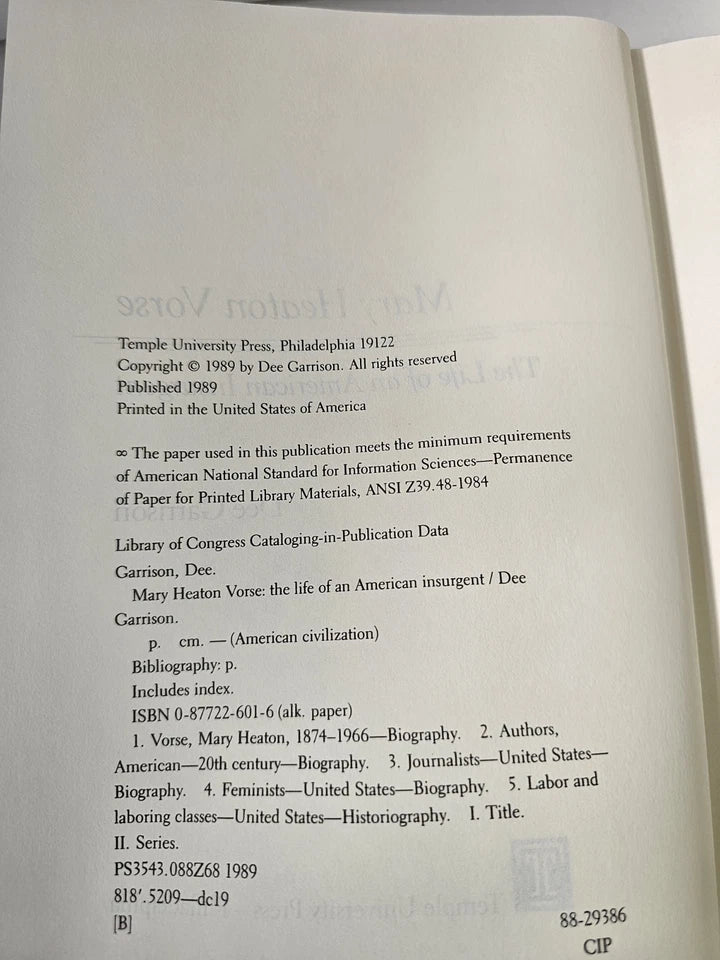 Temple University Press, Philadelphia 19122
Copyright © 1989 by Dee Garrison. All rights reserved
Published 1989
Printed in the United States of America
∞ The paper used in this publication meets the minimum requirements
of American National Standard for Information Sciences—Permanence
of Paper for Printed Library Materials, ANSI Z39.48-1984
Library of Congress Cataloging-in-Publication Data
Garrison, Dee.
Mary Heaton Vorse: the life of an American insurgent / Dee
Garrison.
p. cm. — (American civilization)
Bibliography: p.
Includes index.
ISBN 0-87722-601-6 (alk. paper)
1. Vorse, Mary Heaton, 1874–1966—Biography. 2. Authors,
American—20th century—Biography. 3. Journalists—United States—
Biography. 4. Feminists—United States—Biography. 5. Labor and
laboring classes—United States—Historiography. I. Title.
II. Series.
PS3543.088Z68 1989
818′.5209—dc19
[B]
88-29386
CIP